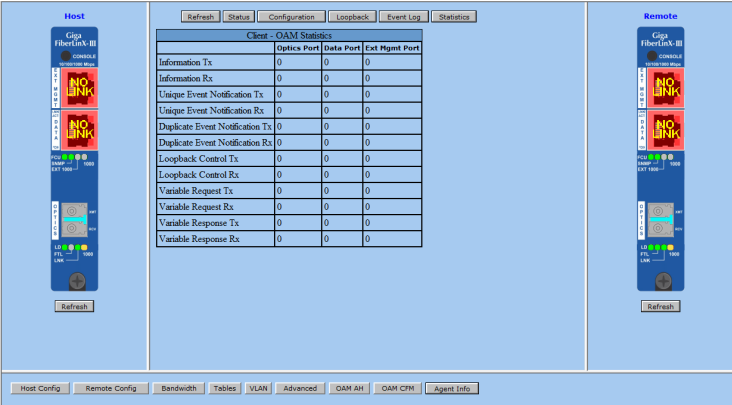 Host
Giga
FiberLinX-III
CONSOLE
10/100/1000 Mbps
EXT MGMT
NO LINK
DATA
NO LINK
FCU
SNMP
EXT 1000
1000
OPTICS
XMT
RCV
LD
FTL
LNK
1000
Refresh
Refresh Status Configuration Loopback Event Log Statistics
Client - OAM Statistics
Optics Port Data Port Ext Mgmt Port
Information Tx 0 0 0
Information Rx 0 0 0
Unique Event Notification Tx 0 0 0
Unique Event Notification Rx 0 0 0
Duplicate Event Notification Tx 0 0 0
Duplicate Event Notification Rx 0 0 0
Loopback Control Tx 0 0 0
Loopback Control Rx 0 0 0
Variable Request Tx 0 0 0
Variable Request Rx 0 0 0
Variable Response Tx 0 0 0
Variable Response Rx 0 0 0
Remote
Giga
FiberLinX-III
CONSOLE
10/100/1000 Mbps
EXT MGMT
NO LINK
DATA
NO LINK
FCU
SNMP
EXT 1000
1000
OPTICS
XMT
RCV
LD
FTL
LNK
1000
Refresh
Host Config Remote Config Bandwidth Tables VLAN Advanced OAM AH OAM CFM Agent Info